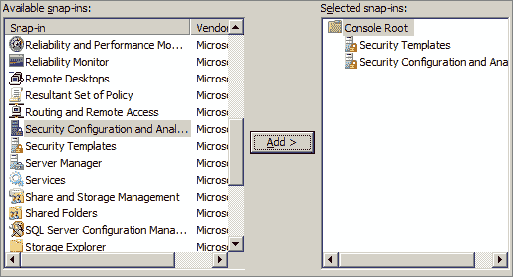 Available snap-ins:
Snap-in Vendor
Reliability and Performance Mo... Microso
Reliability Monitor Microso
Remote Desktops Microso
Resultant Set of Policy Microso
Routing and Remote Access Microso
Security Configuration and Anal... Microso
Security Templates Microso
Server Manager Microso
Services Microso
Share and Storage Management Microso
Shared Folders Microso
SQL Server Configuration Mana... Microso
Storage Explorer Microso
Add >
Selected snap-ins:
Console Root
Security Templates
Security Configuration and Ana